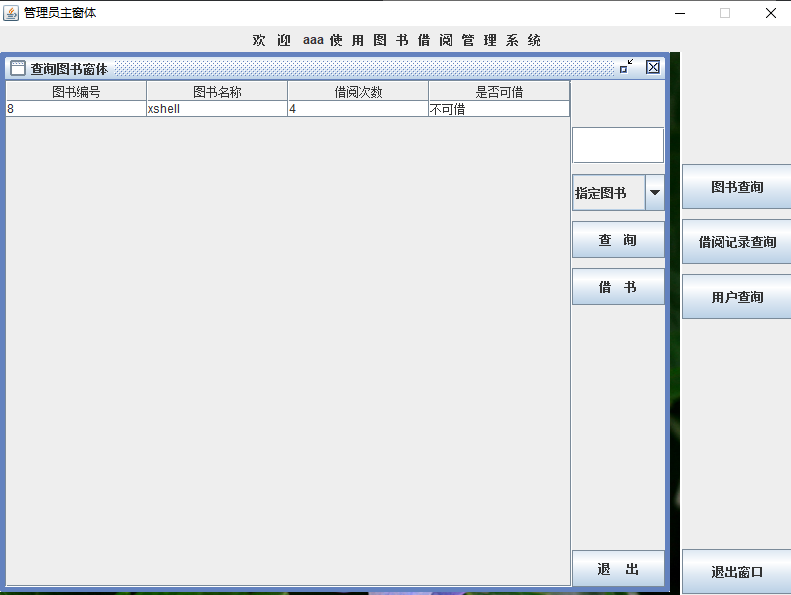 管理员主窗体
欢 迎 aaa 使 用 图 书 借 阅 管 理 系 统
查询图书窗体
图书编号 图书名称 借阅次数 是否可借
8 xshell 4 不可借
指定图书
查 询
借 书
退 出
图书查询
借阅记录查询
用户查询
退出窗口